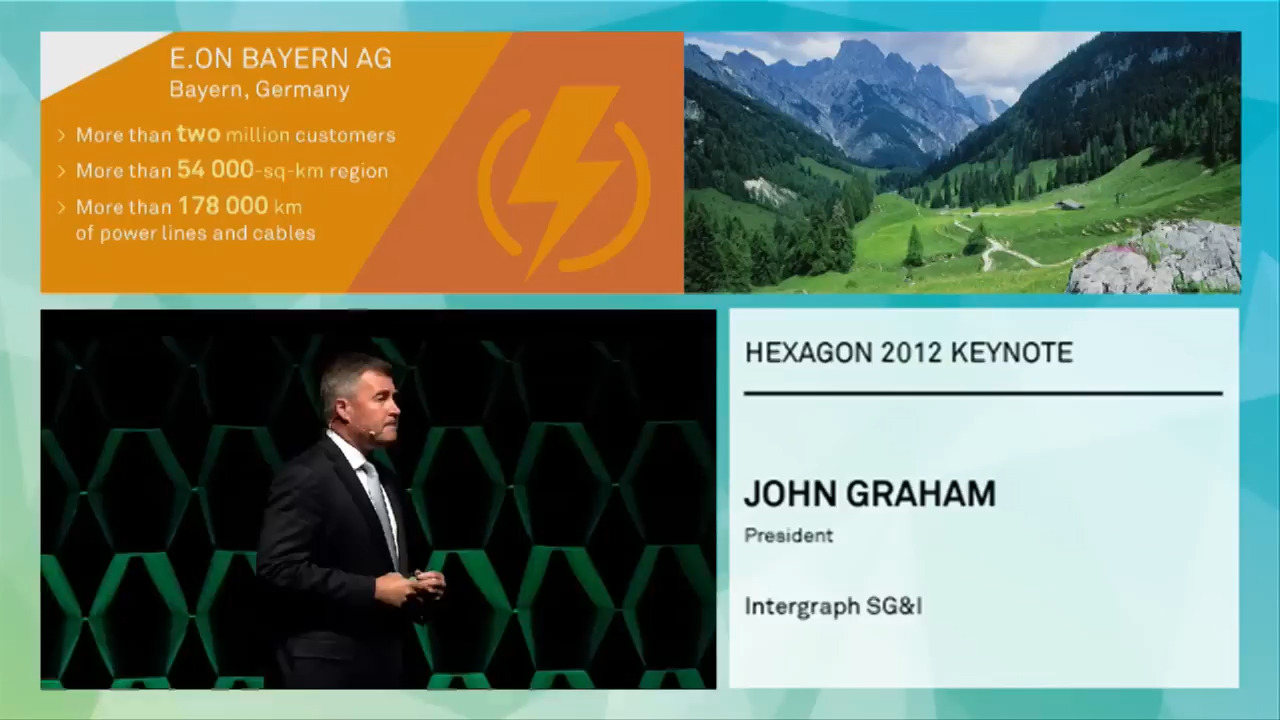 E.ON BAYERN AG
Bayern, Germany
> More than two million customers
> More than 54 000-sq-km region
> More than 178 000 km
of power lines and cables
HEXAGON 2012 KEYNOTE
JOHN GRAHAM
President
Intergraph SG&I